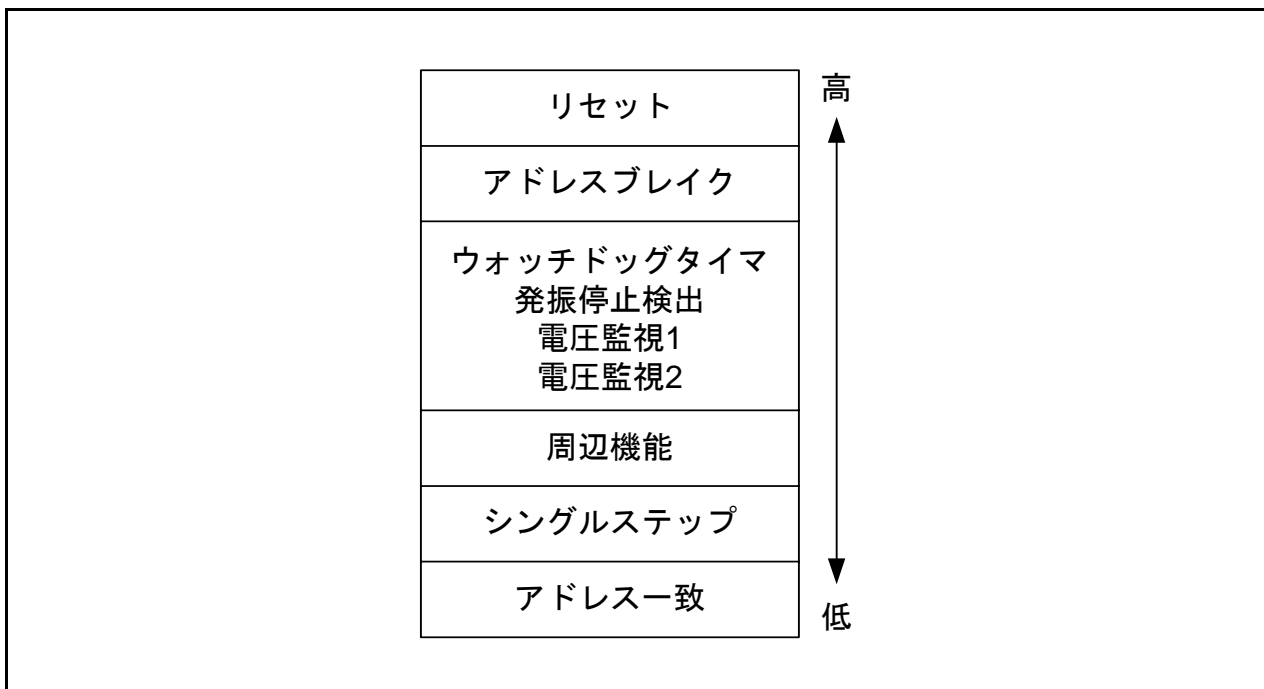 高
リセット
アドレスブレイク
ウォッチドッグタイマ
発振停止検出
電圧監視1
電圧監視2
周辺機能
シングルステップ
アドレス一致
低